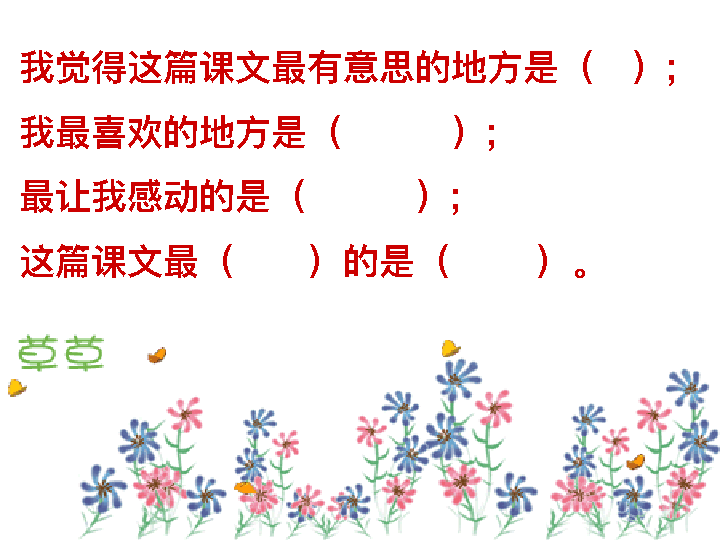 我觉得这篇课文最有意思的地方是（　）；
我最喜欢的地方是（　　　）；
最让我感动的是（　　　）；
这篇课文最（　　）的是（　　）。
草草